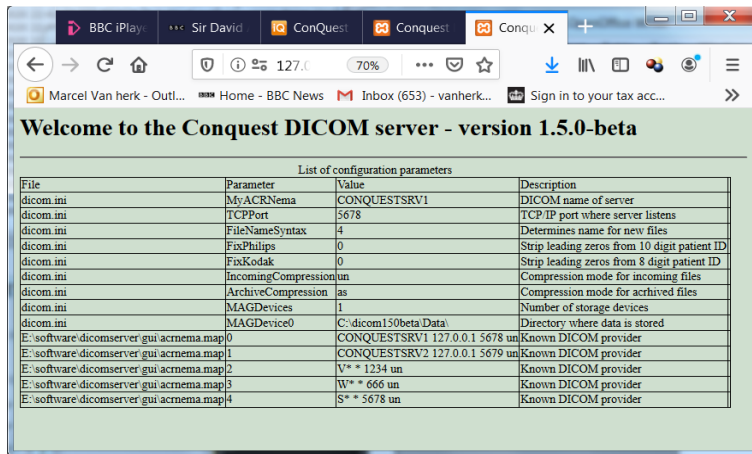 BBC iPlaye
BBC Sir David
ConQuest
Conquest
Conqu
127.0
70%
Marcel Van herk - Outl...
Home - BBC News
Inbox (653) - vanherk...
Sign in to your tax acc...
Welcome to the Conquest DICOM server - version 1.5.0-beta
List of configuration parameters
File Parameter Value Description
dicom.ini MyACRNema CONQUESTSRV1 DICOM name of server
dicom.ini TCPPort 5678 TCP/IP port where server listens
dicom.ini FileNameSyntax 4 Determines name for new files
dicom.ini FixPhilips 0 Strip leading zeros from 10 digit patient ID
dicom.ini FixKodak 0 Strip leading zeros from 8 digit patient ID
dicom.ini IncomingCompression un Compression mode for incoming files
dicom.ini ArchiveCompression as Compression mode for acrhived files
dicom.ini MAGDevices 1 Number of storage devices
dicom.ini MAGDevice0 C:\dicom150beta\Data\ Directory where data is stored
E:\software\dicomserver\gui\acrnema.map 0 CONQUESTSRV1 127.0.0.1 5678 un Known DICOM provider
E:\software\dicomserver\gui\acrnema.map 1 CONQUESTSRV2 127.0.0.1 5679 un Known DICOM provider
E:\software\dicomserver\gui\acrnema.map 2 V* * 1234 un Known DICOM provider
E:\software\dicomserver\gui\acrnema.map 3 W* * 666 un Known DICOM provider
E:\software\dicomserver\gui\acrnema.map 4 S* * 5678 un Known DICOM provider